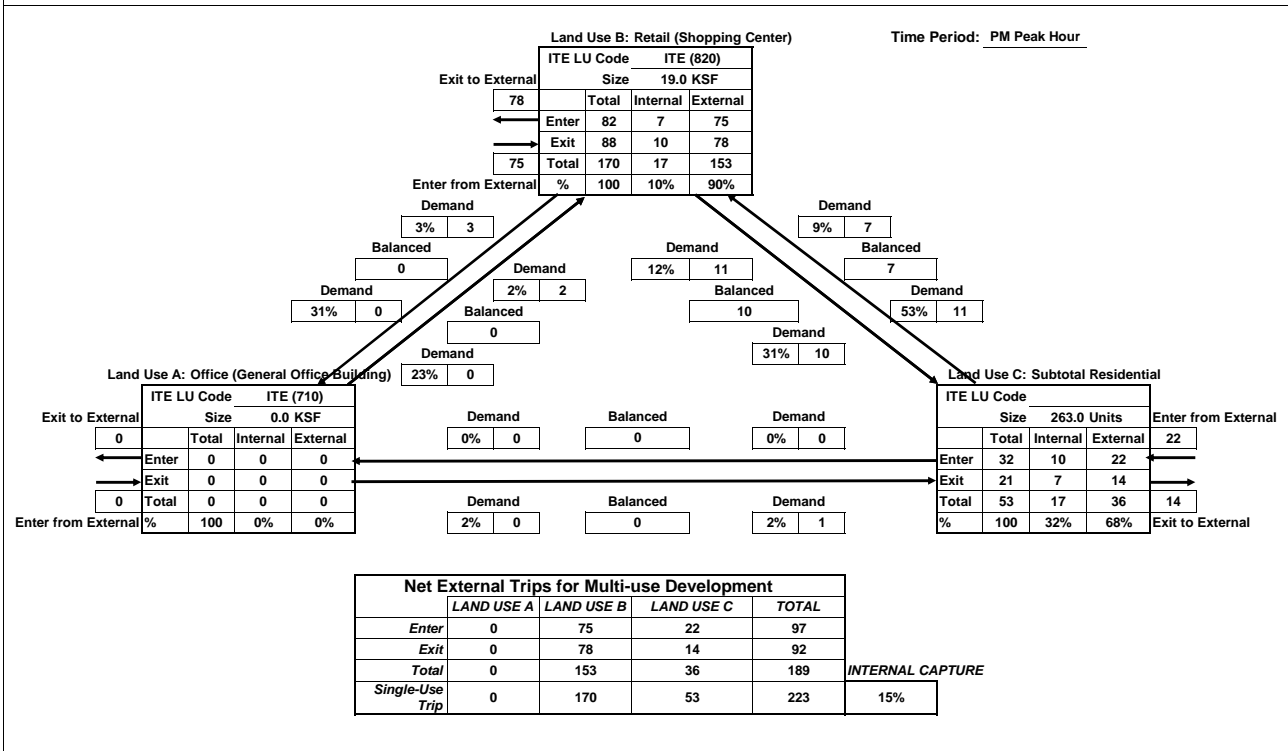 Land Use B: Retail (Shopping Center)
Time Period: PM Peak Hour
ITE LU Code ITE (820)
Exit to External Size 19.0 KSF
78 Total Internal External
Enter 82 7 75
Exit 88 10 78
75 Total 170 17 153
Enter from External % 100 10% 90%
Demand Demand
3% 3 9% 7
Balanced Demand Balanced
0 12% 11 7
Demand
2% 2
Demand Balanced Demand
31% 0 10 53% 11
Balanced
0
Demand
31% 10
Demand
23% 0
Land Use A: Office (General Office Building)
Land Use C: Subtotal Residential
ITE LU Code ITE (710)
Exit to External Size 0.0 KSF
0 Total Internal External
Enter 0 0 0
Exit 0 0 0
0 Total 0 0 0
Enter from External % 100 0% 0%
Demand Balanced Demand
0% 0 0 0% 0
Demand Balanced Demand
2% 0 0 2% 1
ITE LU Code
Size 263.0 Units Enter from External
Total Internal External 22
Enter 32 10 22
Exit 21 7 14
Total 53 17 36 14
% 100 32% 68% Exit to External
Net External Trips for Multi-use Development
LAND USE A LAND USE B LAND USE C TOTAL
Enter 0 75 22 97
Exit 0 78 14 92
Total 0 153 36 189 INTERNAL CAPTURE
Single-Use
Trip 0 170 53 223 15%